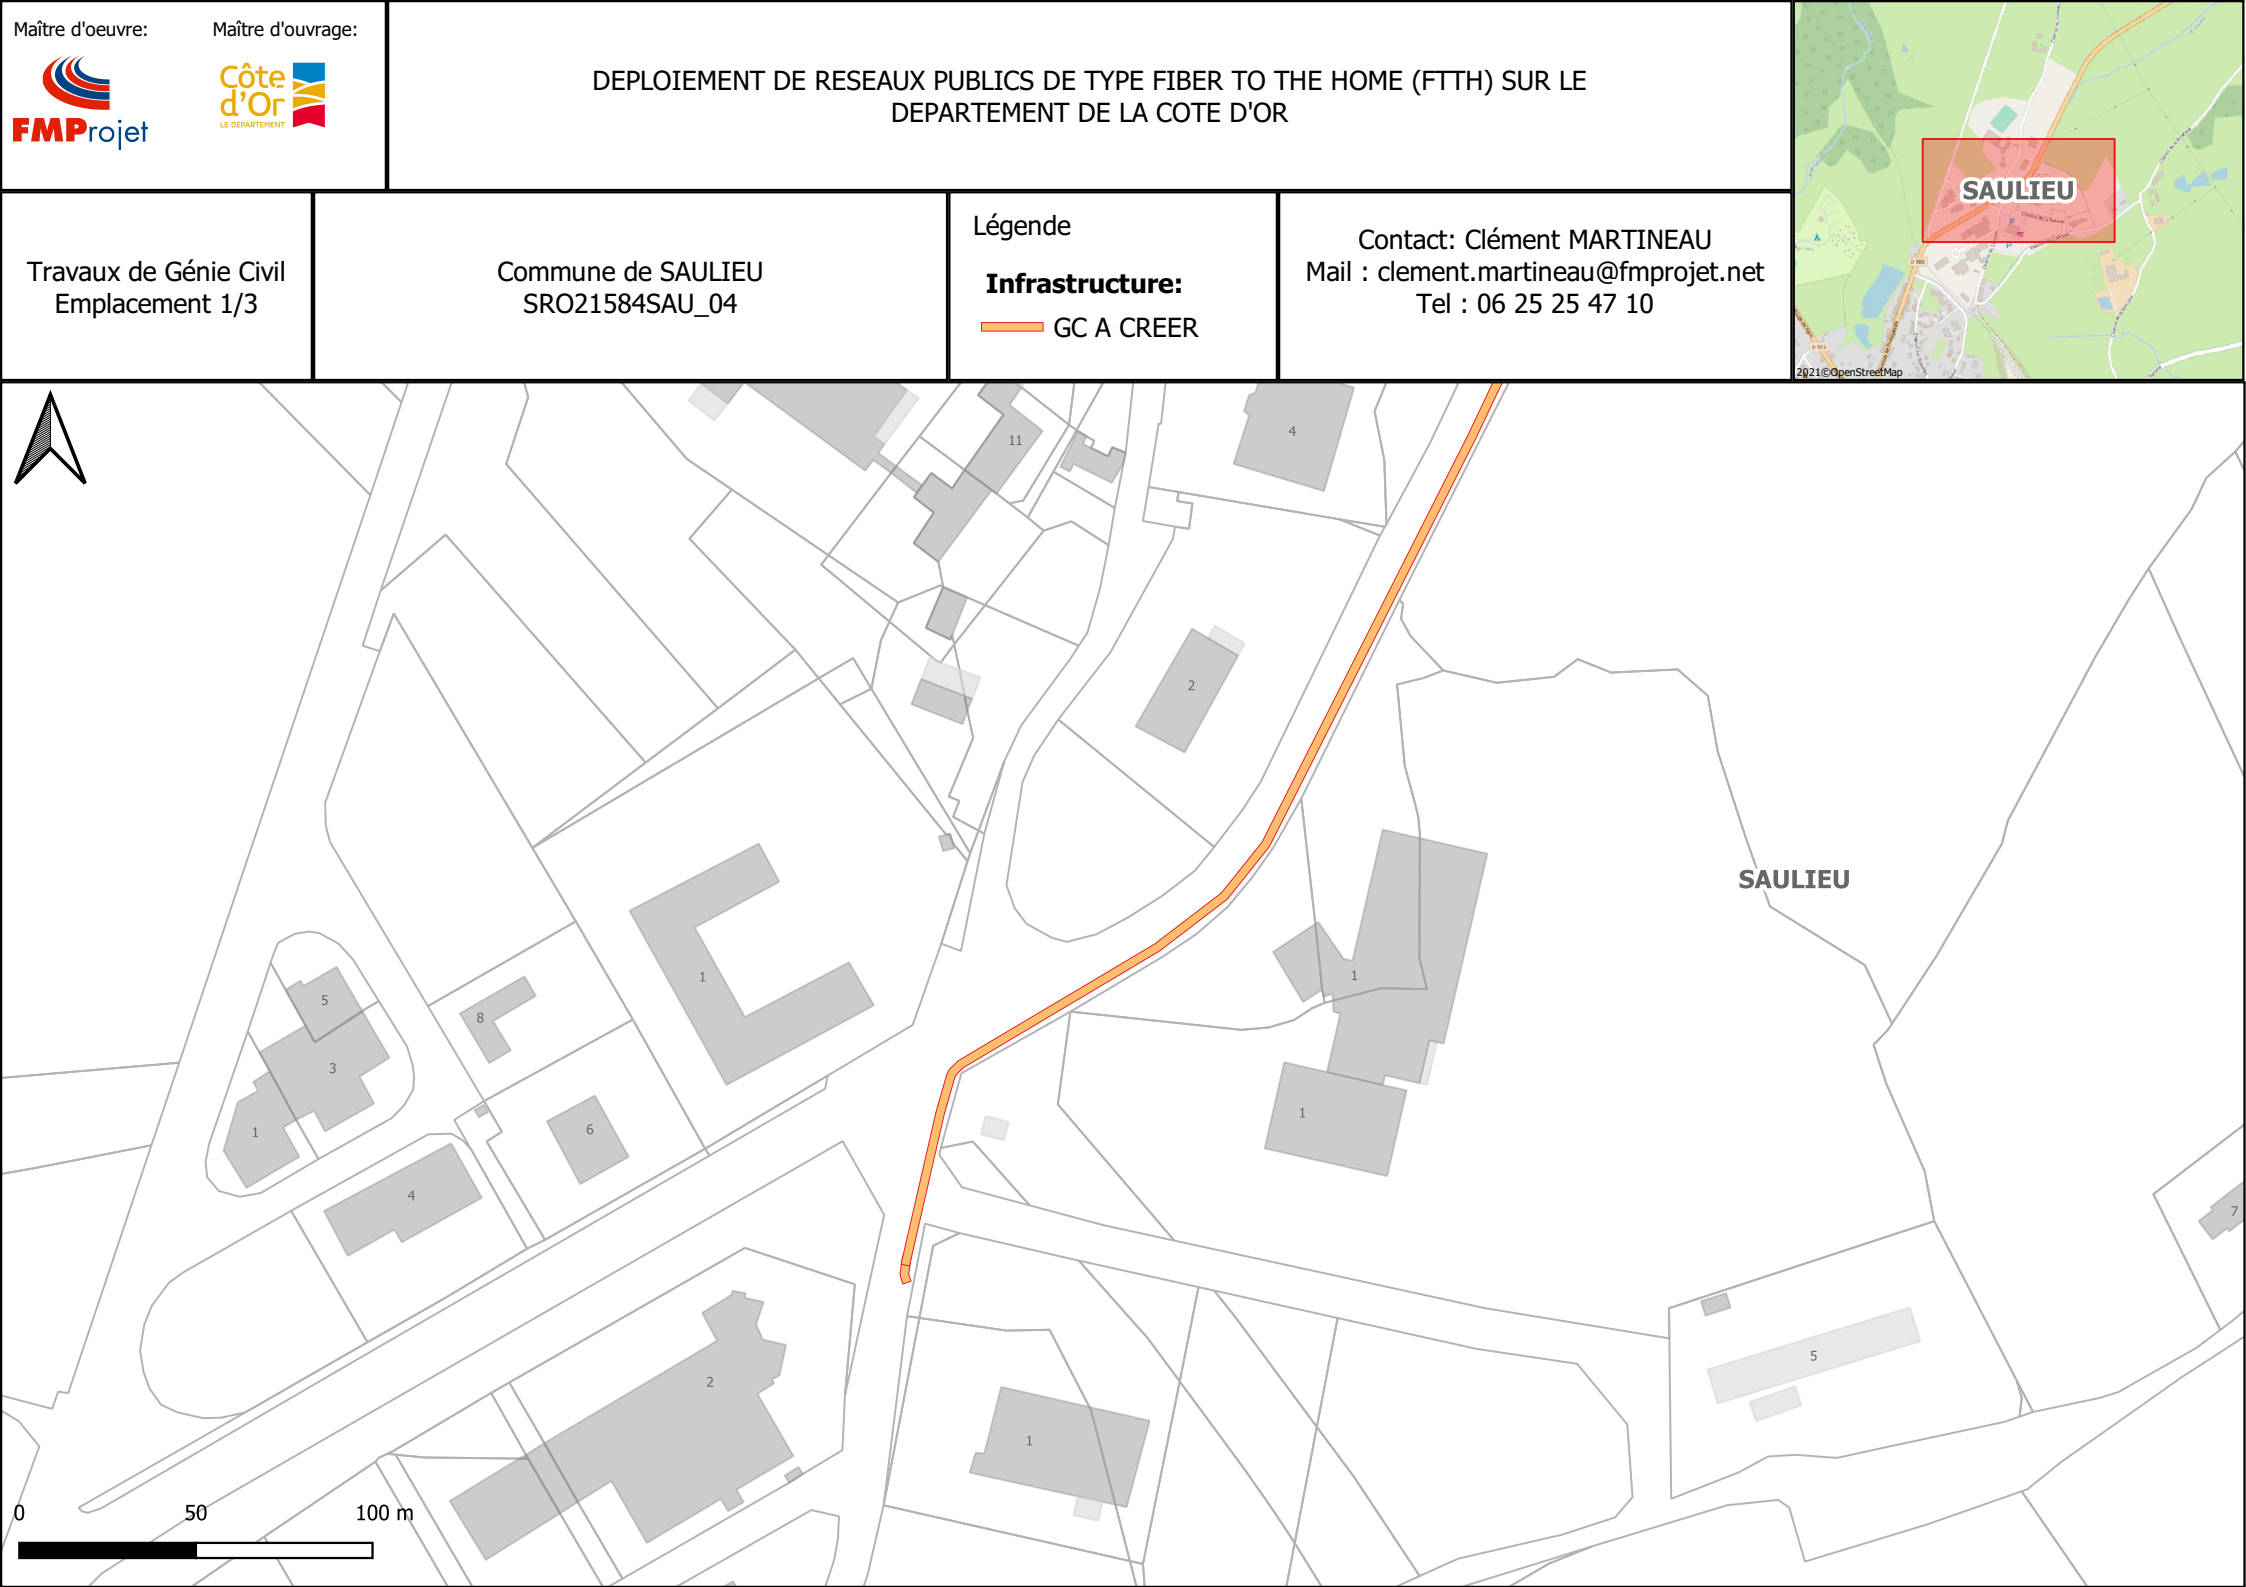 Maître d'oeuvre:
Maître d'ouvrage:
FMProjet
Côte
d'Or
LE DÉPARTEMENT
DEPLOIEMENT DE RESEAUX PUBLICS DE TYPE FIBER TO THE HOME (FTTH) SUR LE
DEPARTEMENT DE LA COTE D'OR
SAULIEU
D 980
2021©OpenStreetMap
Travaux de Génie Civil
Emplacement 1/3
Commune de SAULIEU
SRO21584SAU_04
Légende
Infrastructure:
GC A CREER
Contact: Clément MARTINEAU
Mail : clement.martineau@fmprojet.net
Tel : 06 25 25 47 10
11
4
2
SAULIEU
1
1
5
8
3
1
1
6
4
7
5
2
1
0
50
100 m